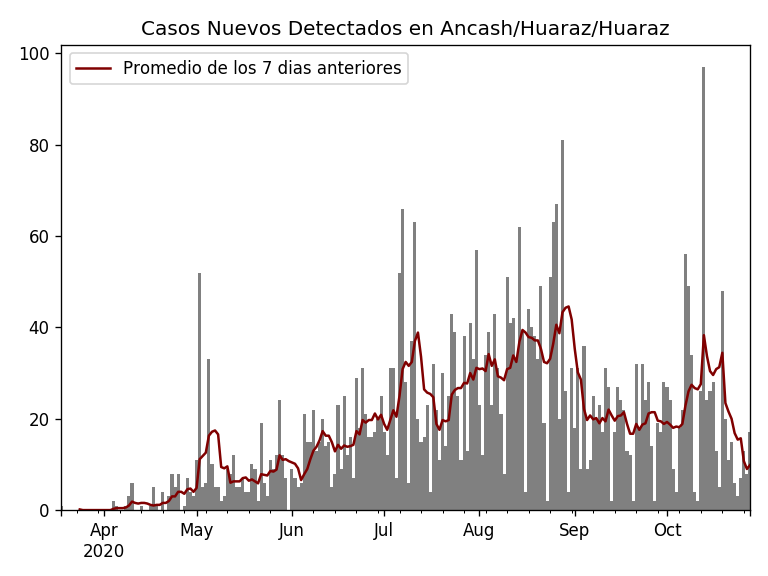 Casos Nuevos Detectados en Ancash/Huaraz/Huaraz
Promedio de los 7 dias anteriores
100
80
60
40
20
0
Apr May Jun Jul Aug Sep Oct
2020